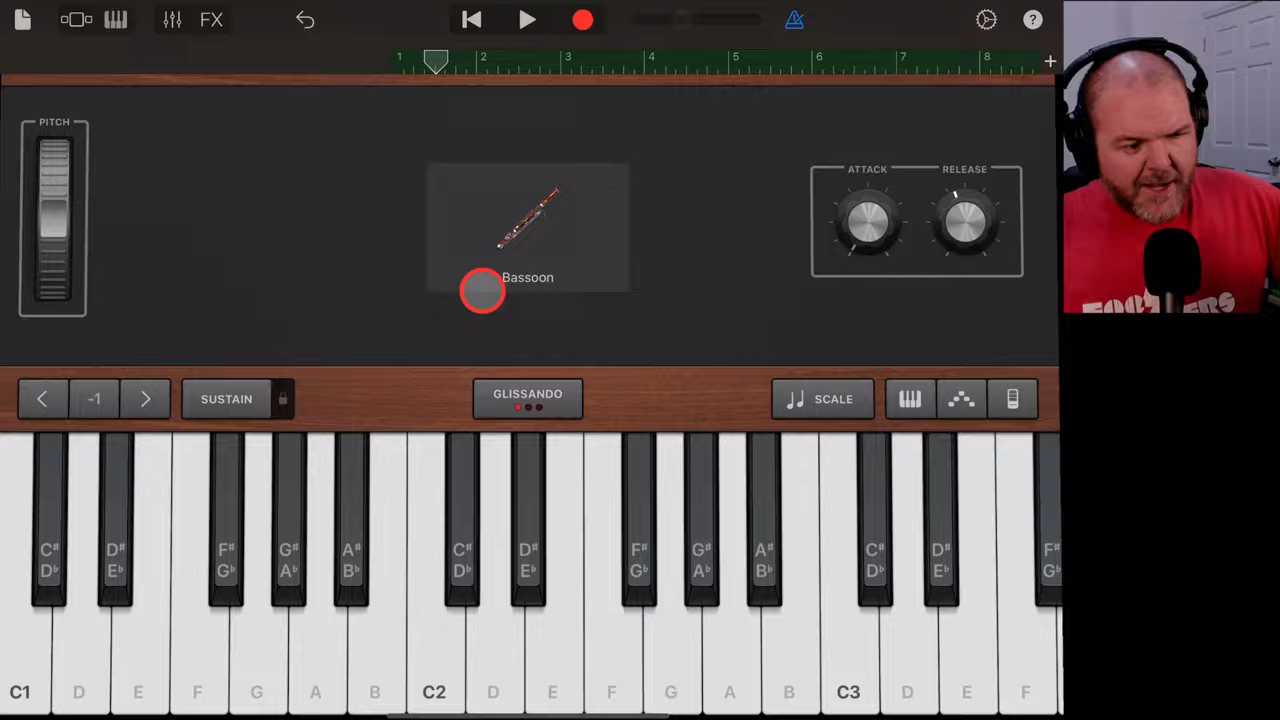 FX
?
1 2 3 4 5 6 7 8 +
PITCH
ATTACK
RELEASE
Bassoon
-1
SUSTAIN
GLISSANDO
SCALE
C♯ D♯ F♯ G♯ A♯ C♯ D♯ F♯ G♯ A♯ C♯ D♯ F♯
D♭ E♭ G♭ A♭ B♭ D♭ E♭ G♭ A♭ B♭ D♭ E♭ G♭
C1 D E F G A B C2 D E F G A B C3 D E F